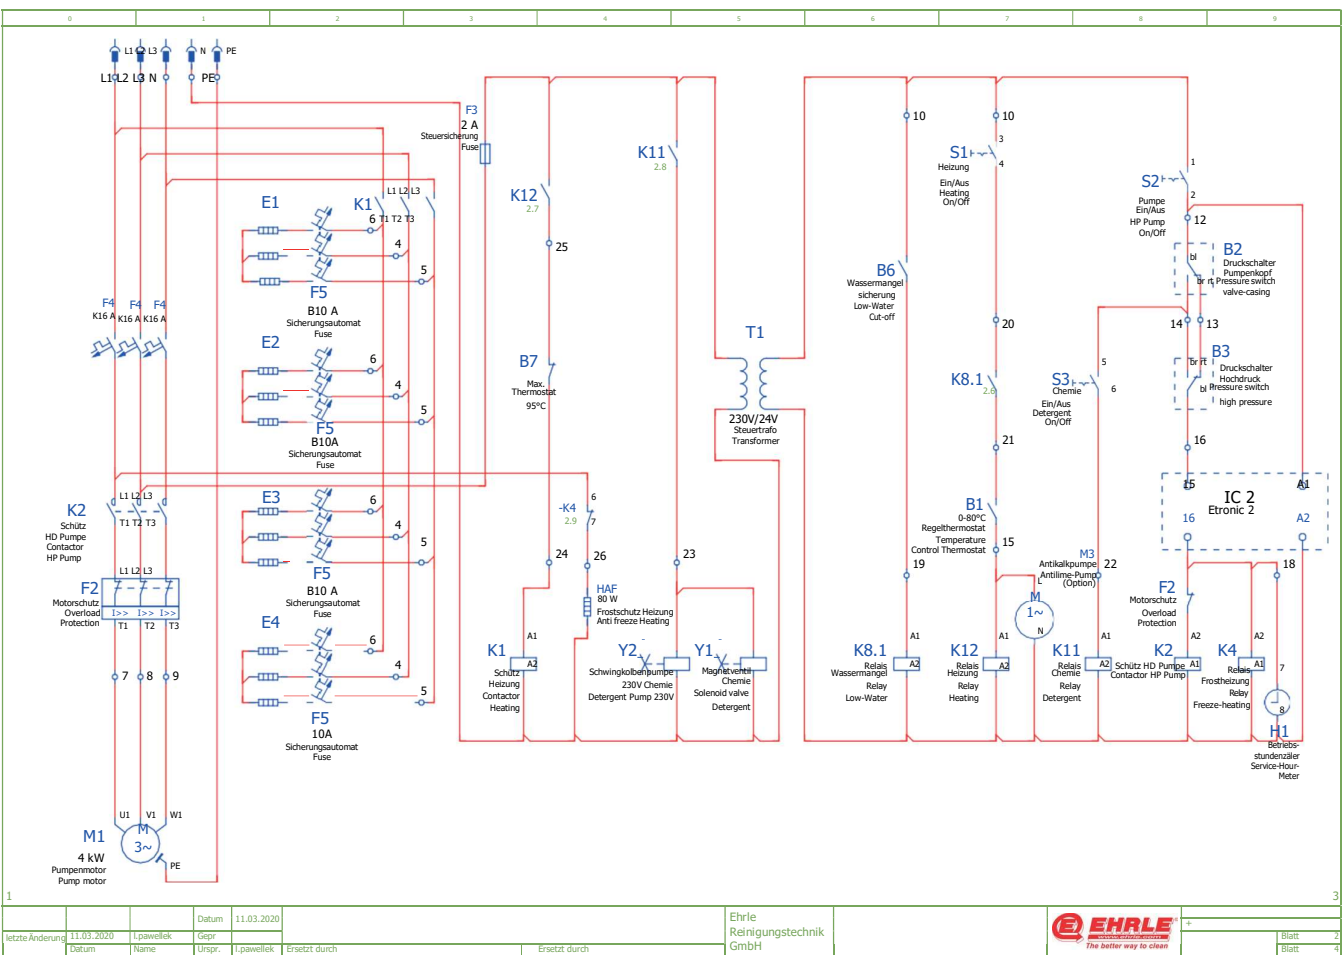 0 1 2 3 4 5 6 7 8 9
L1 L2 L3 N PE
L1 L2 L3 N PE
F3
2 A
Steuersicherung
Fuse
K12
2.7
25
B7
Max.
Thermostat
95°C
24
K11
2.8
23
E1
K1
L1 L2 L3
T1 T2 T3
6
4
5
F5
B10 A
Sicherungsautomat
Fuse
F4 F4 F4
K16 A K16 A K16 A
E2
6
4
5
F5
B10A
Sicherungsautomat
Fuse
E3
6
4
5
F5
B10 A
Sicherungsautomat
Fuse
E4
6
4
5
F5
10A
Sicherungsautomat
Fuse
K2
Schütz
HD Pumpe
Contactor
HP Pump
L1 L2 L3
T1 T2 T3
F2
Motorschutz
Overload
Protection
L1 L2 L3
I>> I>> I>>
T1 T2 T3
7 8 9
U1 V1 W1
M1
4 kW
Pumpenmotor
Pump motor
M
3~
PE
-K4
2.9
6
7
26
HAF
80 W
Frostschutz Heizung
Anti freeze Heating
K1
Schütz
Heizung
Contactor
Heating
A1
A2
Y2
Schwingkolbenpumpe
230V Chemie
Detergent Pump 230V
Y1
Magnetventil
Chemie
Solenoid valve
Detergent
T1
230V/24V
Steuertrafo
Transformer
10
B6
Wassermangel
sicherung
Low-Water
Cut-off
19
K8.1
Relais
Wassermangel
Relay
Low-Water
A1
A2
10
S1
3
4
Heizung
Ein/Aus
Heating
On/Off
20
K8.1
2.6
21
B1
0-80°C
Regelthermostat
Temperature
Control Thermostat
15
K12
Relais
Heizung
Relay
Heating
A1
A2
M3
Antikalkpumpe
Antilime-Pump
(Option)
L
M
1~
N
S3
Chemie
Ein/Aus
Detergent
On/Off
5
6
22
K11
Relais
Chemie
Relay
Detergent
A1
A2
S2
1
2
Pumpe
Ein/Aus
HP Pump
On/Off
12
B2
Druckschalter
Pumpenkopf
Pressure switch
valve-casing
bl
br rt
14 13
B3
Druckschalter
Hochdruck
Pressure switch
high pressure
br rt
bl
16
15 A1
IC 2
Etronic 2
16 A2
F2
Motorschutz
Overload
Protection
18
K2
Schütz HD Pumpe
Contactor HP Pump
A2
A1
K4
Relais
Frostheizung
Relay
Freeze-heating
A2
A1
7
8
H1
Betriebs-
stundenzäler
Service-Hour-
Meter
1 3
Datum 11.03.2020
letzte Änderung 11.03.2020 l.pawellek Gepr
Datum Name Urspr. l.pawellek Ersetzt durch Ersetzt durch
Ehrle
Reinigungstechnik
GmbH
EHRLE
www.ehrle.com
The better way to clean
+
Blatt 2
Blatt 4